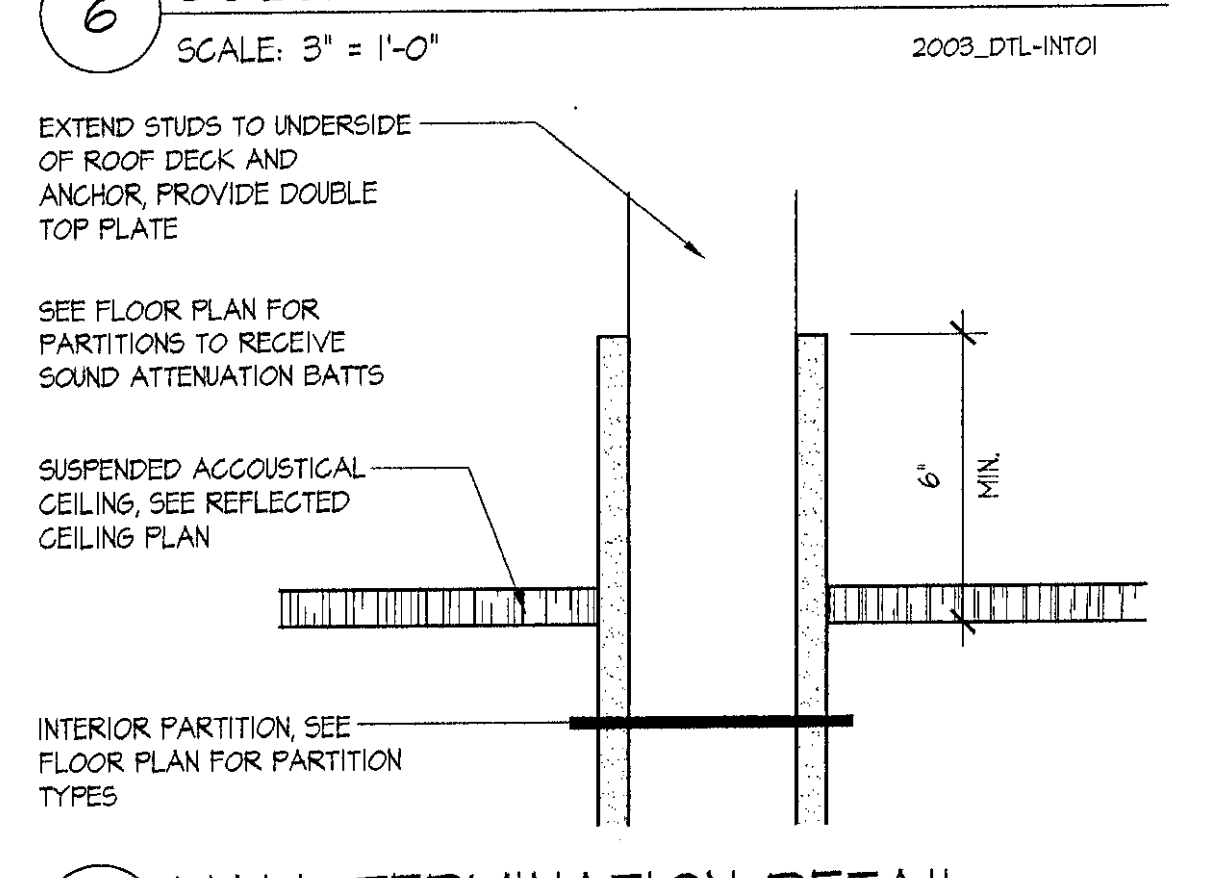 6
SCALE: 3" = 1'-0"
2003_DTL-INT01
EXTEND STUDS TO UNDERSIDE
OF ROOF DECK AND
ANCHOR, PROVIDE DOUBLE
TOP PLATE
SEE FLOOR PLAN FOR
PARTITIONS TO RECEIVE
SOUND ATTENUATION BATTS
SUSPENDED ACCOUSTICAL
CEILING, SEE REFLECTED
CEILING PLAN
6"
MIN.
INTERIOR PARTITION, SEE
FLOOR PLAN FOR PARTITION
TYPES
TERMINATION DETAIL